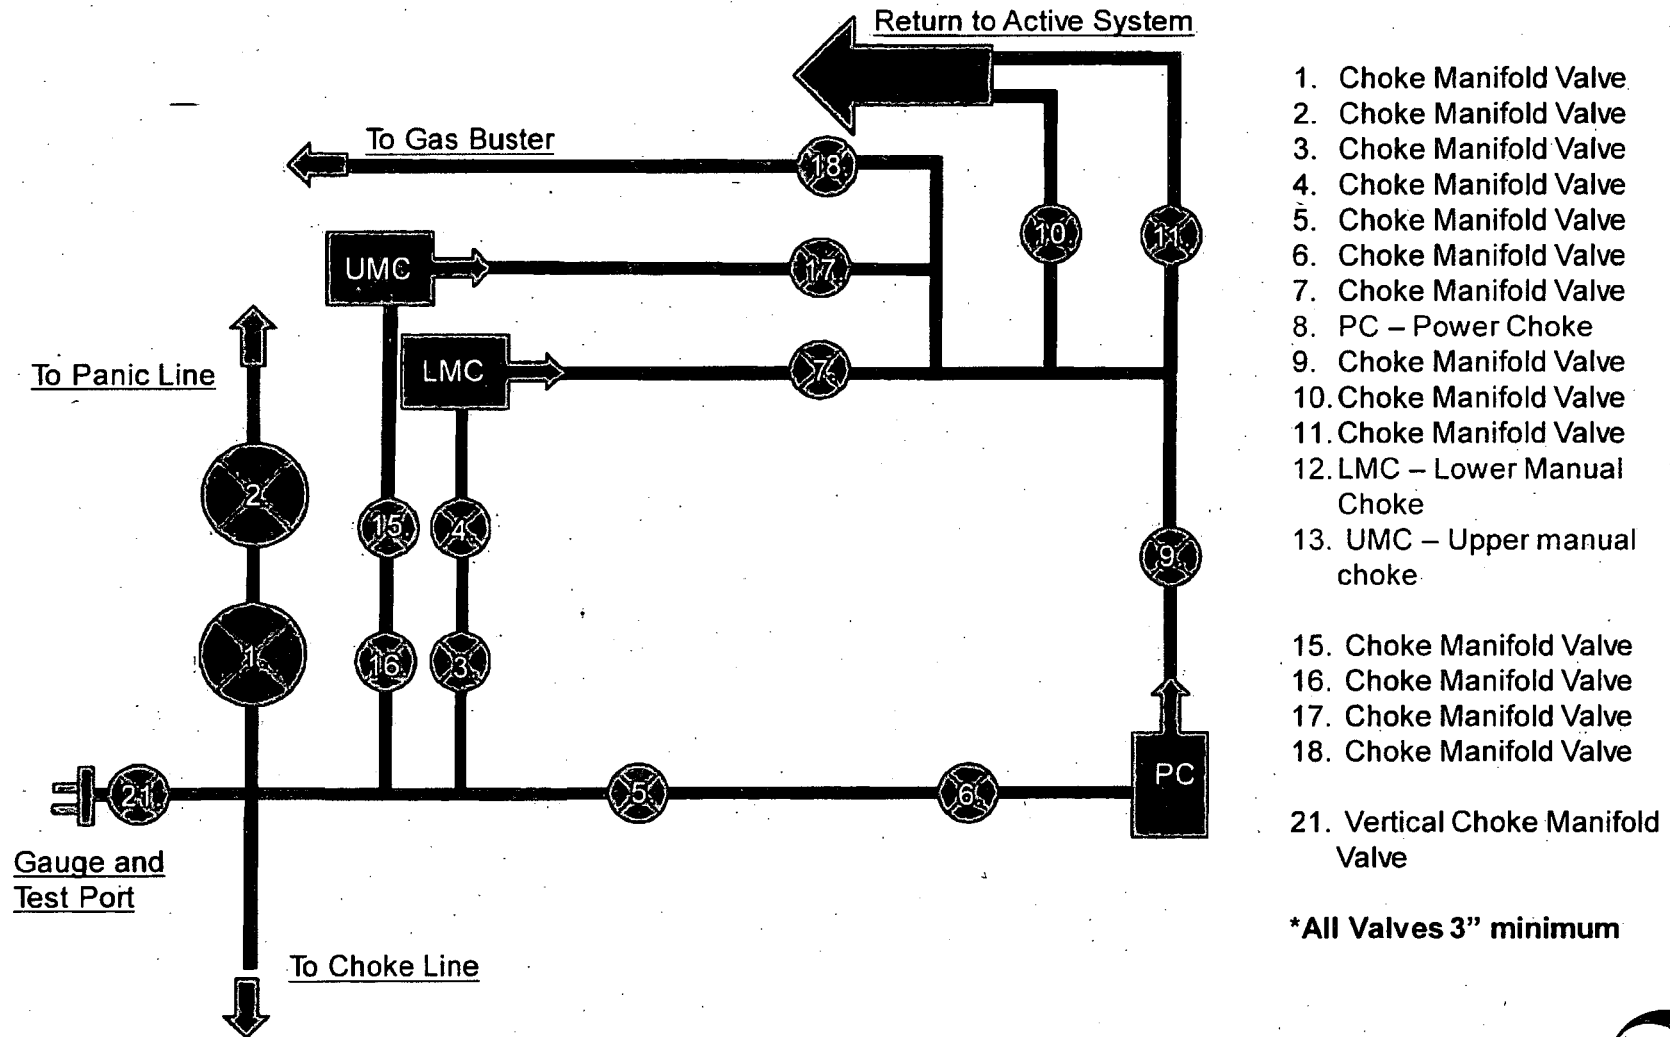 Return to Active System
To Gas Buster
18
UMC
17
10
11
LMC
7
To Panic Line
2
15
4
9
1
16
3
21
5
6
PC
Gauge and
Test Port
To Choke Line
1. Choke Manifold Valve
2. Choke Manifold Valve
3. Choke Manifold Valve
4. Choke Manifold Valve
5. Choke Manifold Valve
6. Choke Manifold Valve
7. Choke Manifold Valve
8. PC – Power Choke
9. Choke Manifold Valve
10. Choke Manifold Valve
11. Choke Manifold Valve
12. LMC – Lower Manual
Choke
13. UMC – Upper manual
choke
15. Choke Manifold Valve
16. Choke Manifold Valve
17. Choke Manifold Valve
18. Choke Manifold Valve
21. Vertical Choke Manifold
Valve
*All Valves 3” minimum